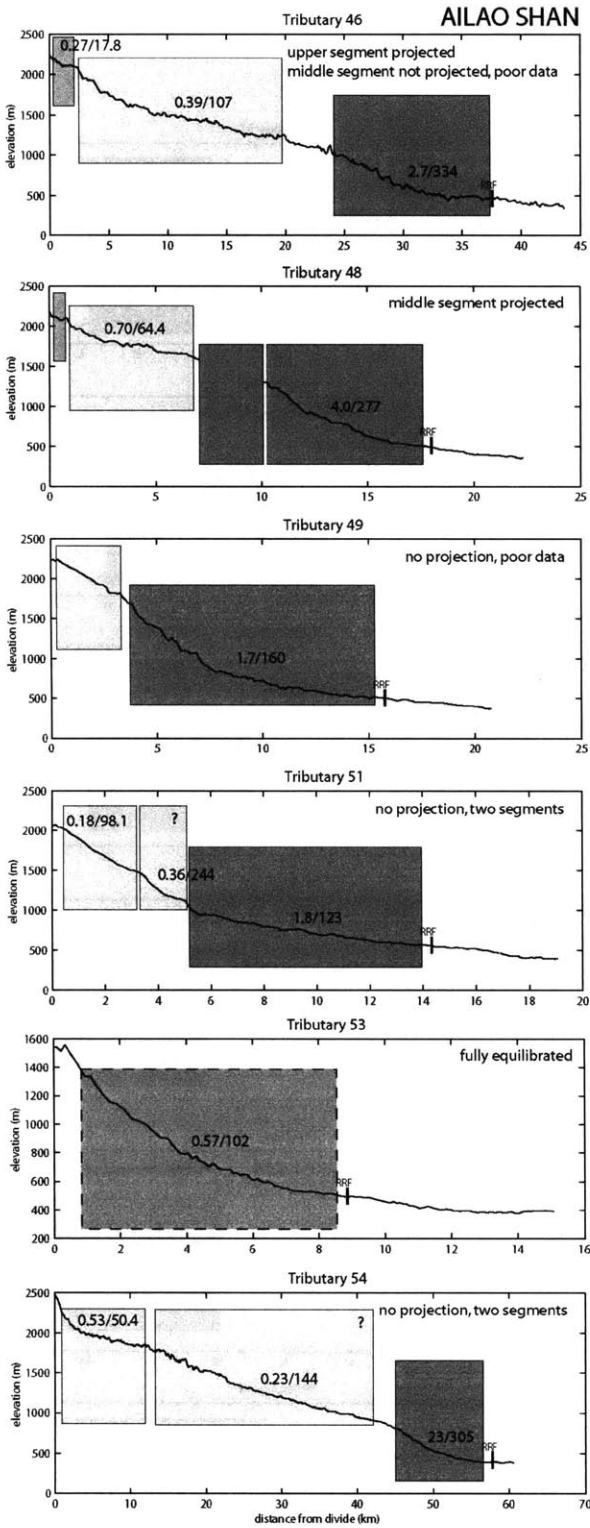 Tributary 46
AILAO SHAN
2500
2000
1500
1000
500
0
elevation (m)
0.27/17.8
0.39/107
2.7/334
upper segment projected
middle segment not projected, poor data
RRF
0 5 10 15 20 25 30 35 40 45
Tributary 48
2500
2000
1500
1000
500
0
elevation (m)
0.70/64.4
4.0/277
middle segment projected
RRF
0 5 10 15 20 25
Tributary 49
2500
2000
1500
1000
500
0
elevation (m)
1.7/160
no projection, poor data
RRF
0 5 10 15 20 25
Tributary 51
2500
2000
1500
1000
500
0
elevation (m)
0.18/98.1
?
0.36/244
1.8/123
no projection, two segments
RRF
0 2 4 6 8 10 12 14 16 18 20
Tributary 53
1600
1400
1200
1000
800
600
400
200
elevation (m)
0.57/102
fully equilibrated
RRF
0 2 4 6 8 10 12 14 16
Tributary 54
2500
2000
1500
1000
500
0
elevation (m)
0.53/50.4
?
0.23/144
23/305
no projection, two segments
RRF
0 10 20 30 40 50 60 70
distance from divide (km)